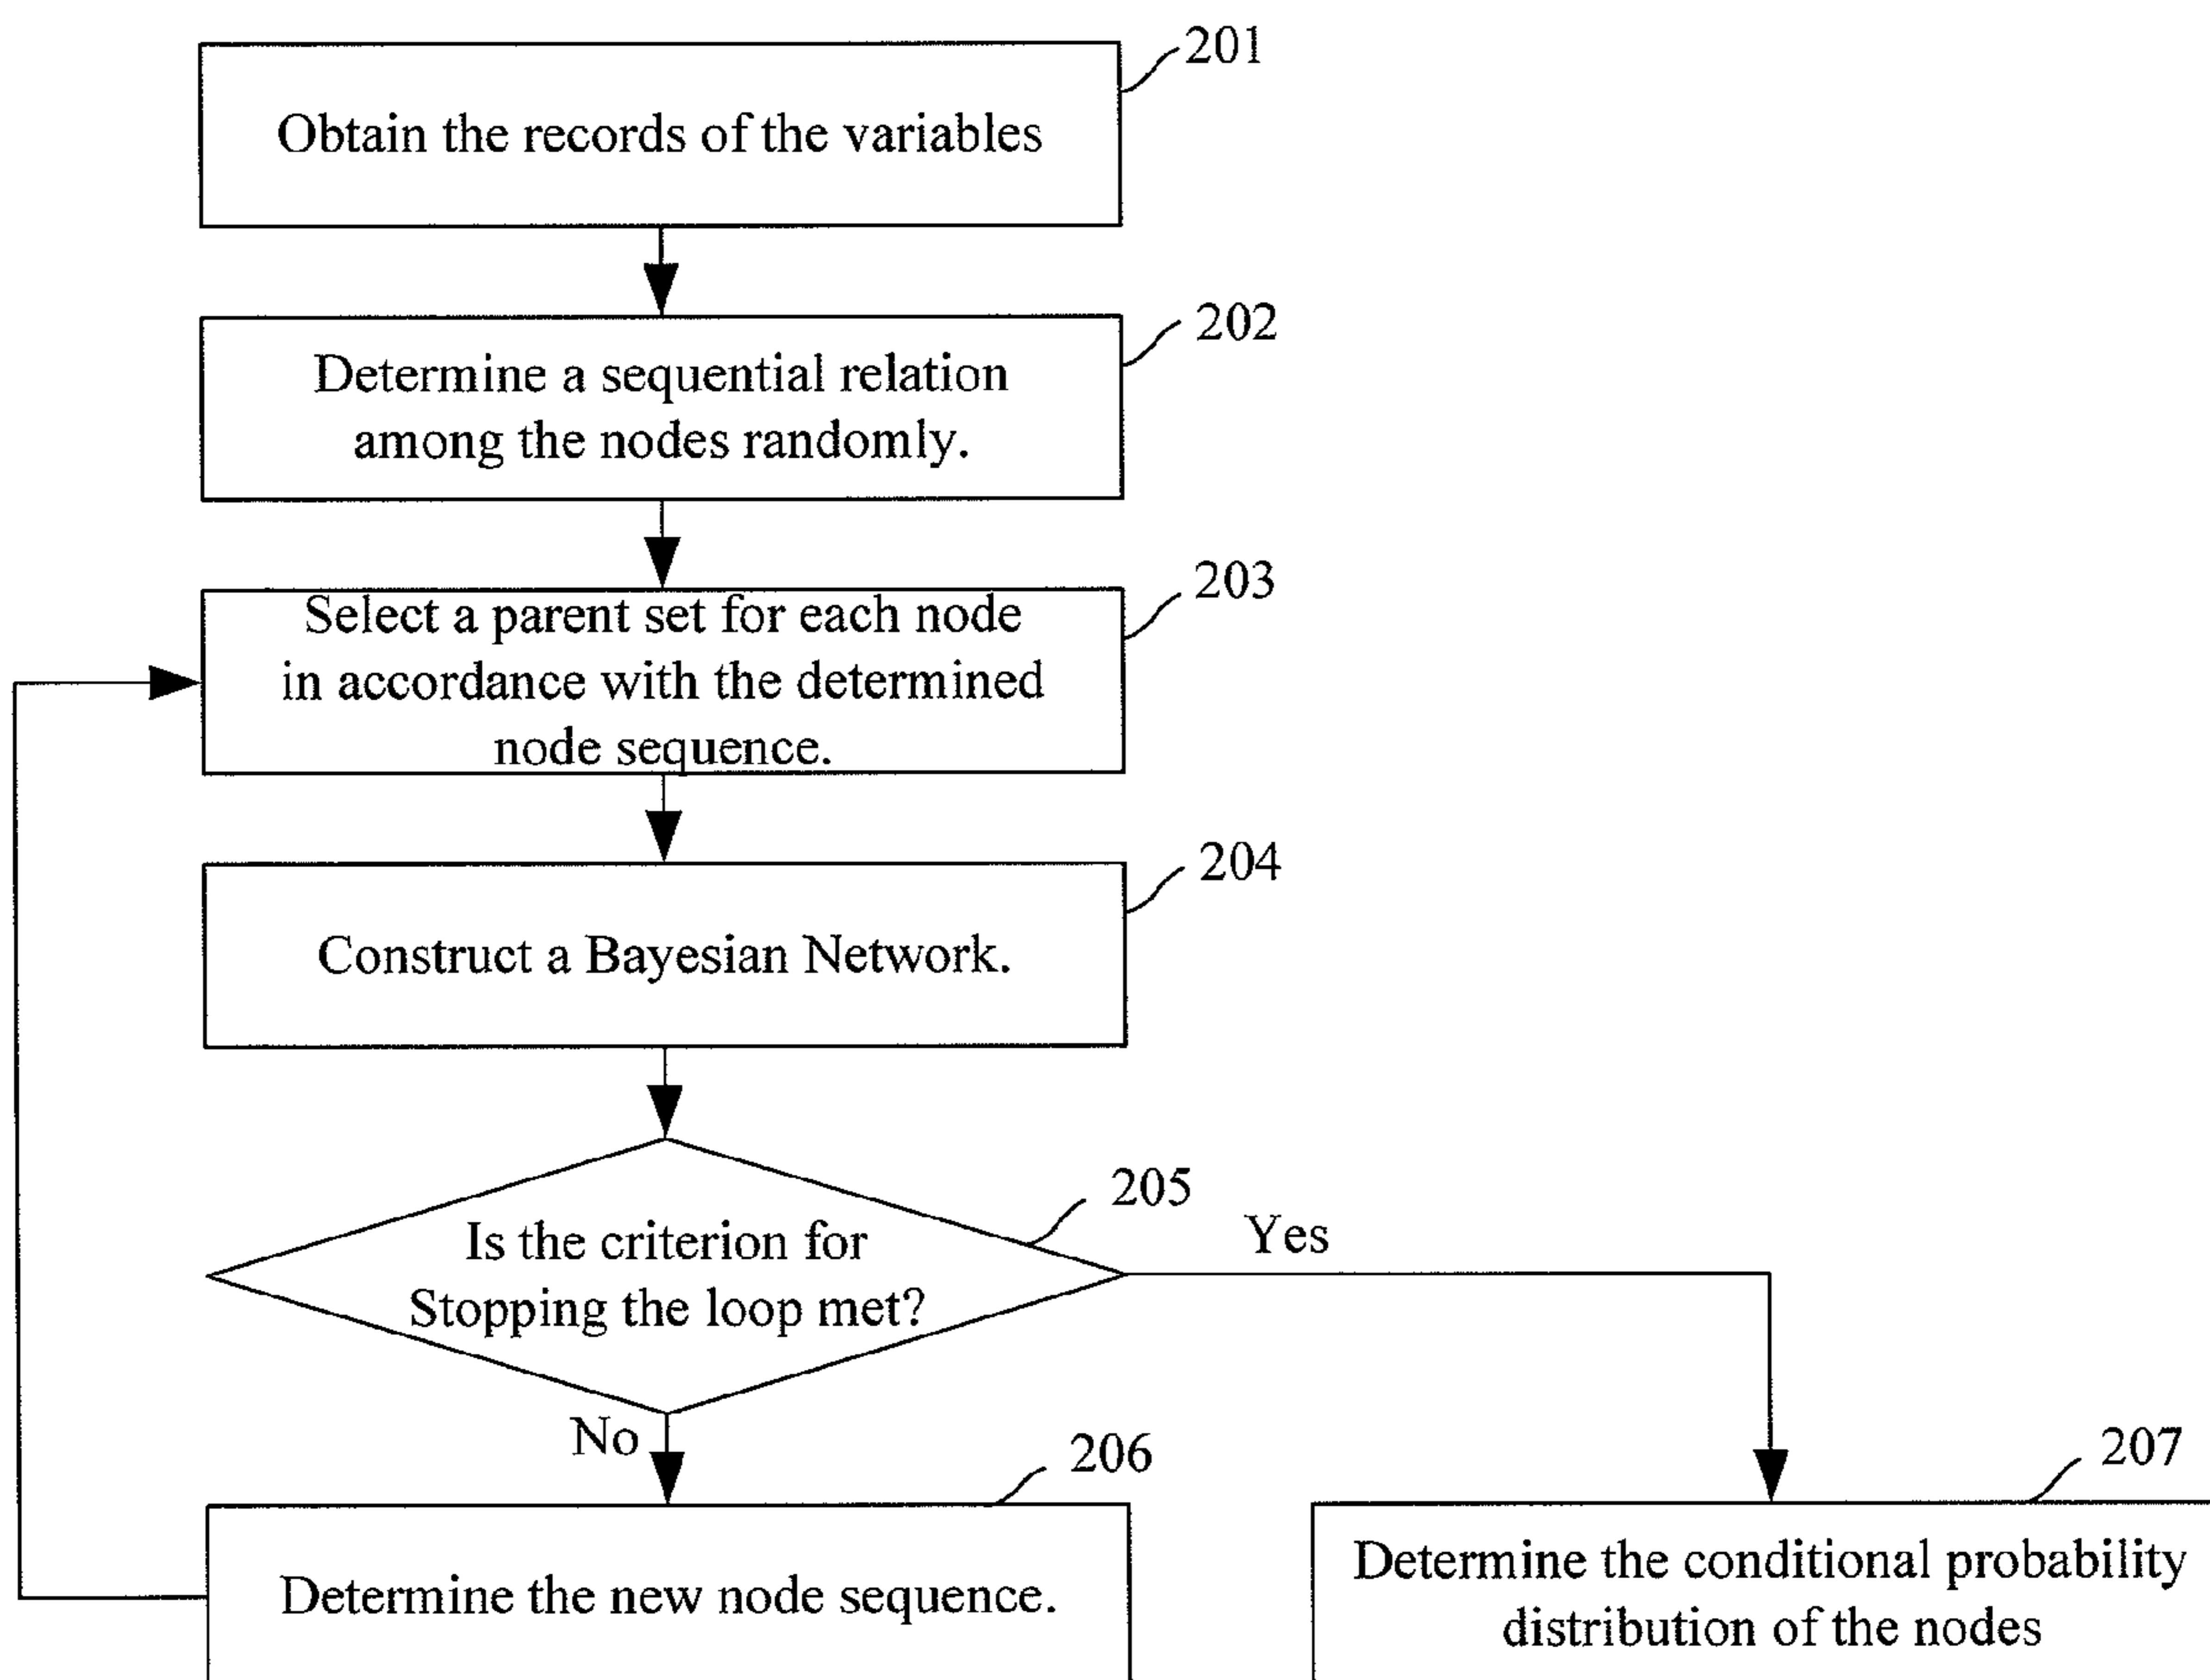 201
Obtain the records of the variables
202
Determine a sequential relation
among the nodes randomly.
203
Select a parent set for each node
in accordance with the determined
node sequence.
204
Construct a Bayesian Network.
205
Is the criterion for
Stopping the loop met?
Yes
No
206
Determine the new node sequence.
207
Determine the conditional probability
distribution of the nodes